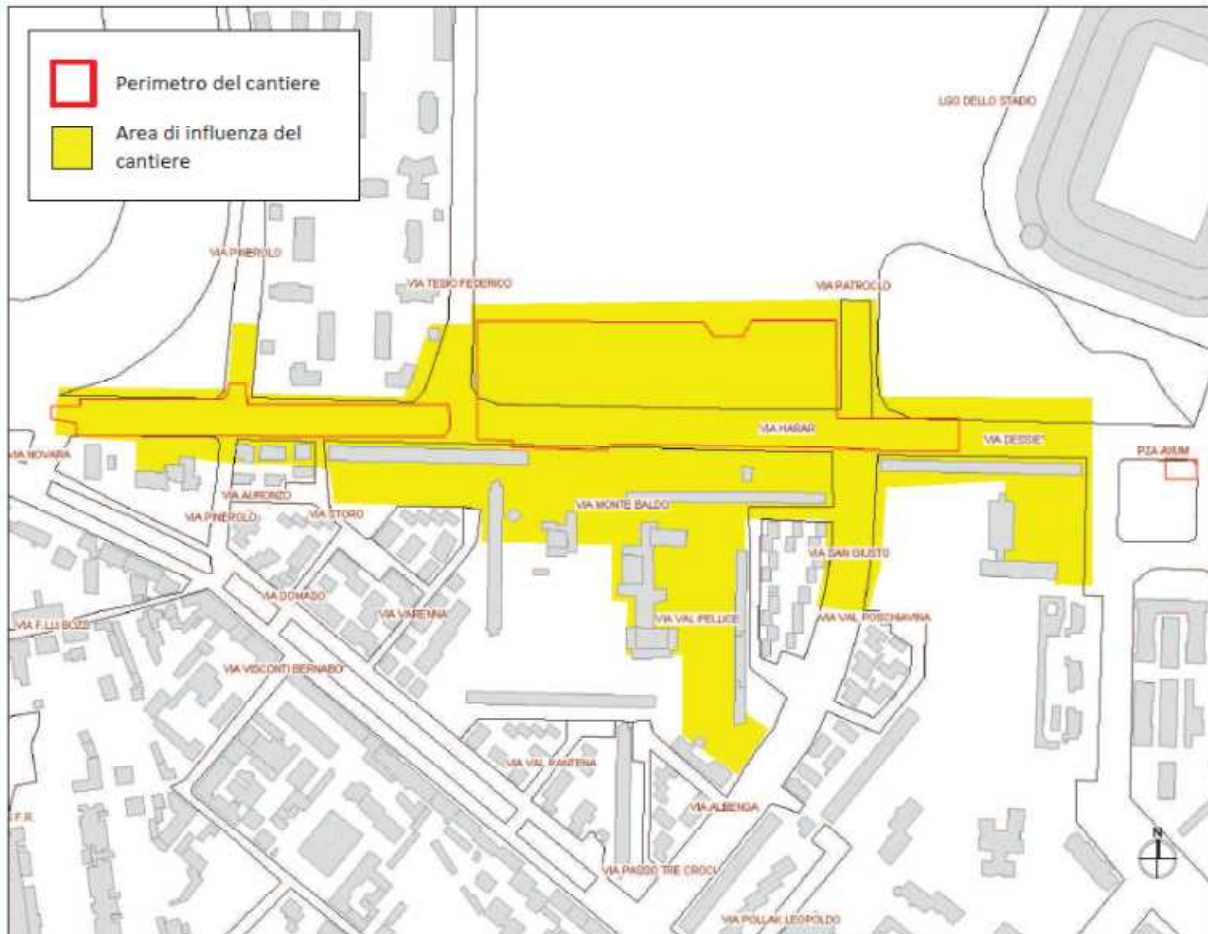 Perimetro del cantiere
Area di influenza del
cantiere
LGO DELLO STADIO
VIA PINEROLO
VIA TESIO FEDERICO
VIA PATROCLO
VIA HARAR
VIA DESSIE'
PZA AXUM
VIA NOVARA
VIA AURONZO
VIA PINEROLO
VIA STORO
VIA MONTE BALDO
VIA SAN GIUSTO
VIA DOMADO
VIA VARENNA
VIA VAL PELLICE
VIA VAL POSCHIAVINA
VIA F.LLI BOZZI
VIA VISCONTI BERNABO'
VIA VAL PANTENA
VIA ALBENGA
F.R.
N
VIA PASSO TRE CROCI
VIA POLLAK LEOPOLDO